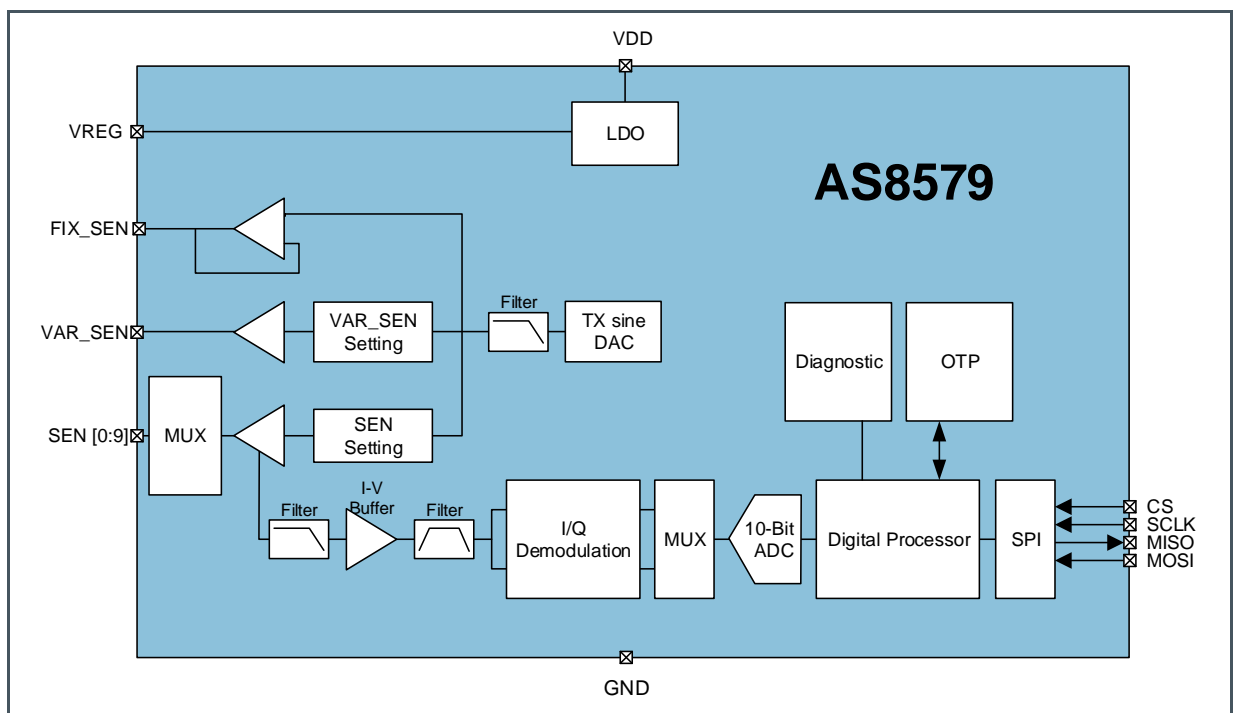 VDD
VREG
LDO
AS8579
FIX_SEN
Filter
VAR_SEN
VAR_SEN
Setting
TX sine
DAC
Diagnostic
OTP
SEN [0:9]
MUX
SEN
Setting
Filter
I-V
Buffer
Filter
I/Q
Demodulation
MUX
10-Bit
ADC
Digital Processor
SPI
CS
SCLK
MISO
MOSI
GND